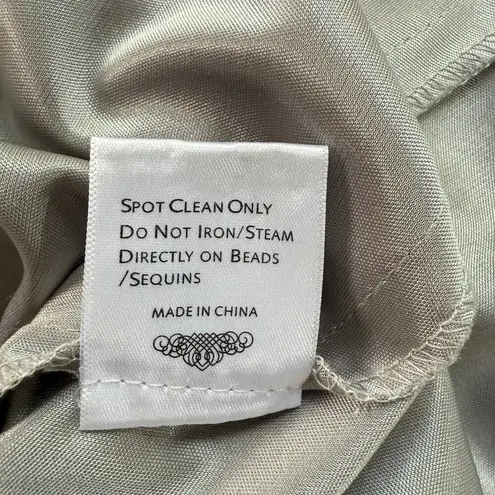 Spot Clean Only
Do Not Iron/Steam
Directly on Beads
/Sequins
MADE IN CHINA